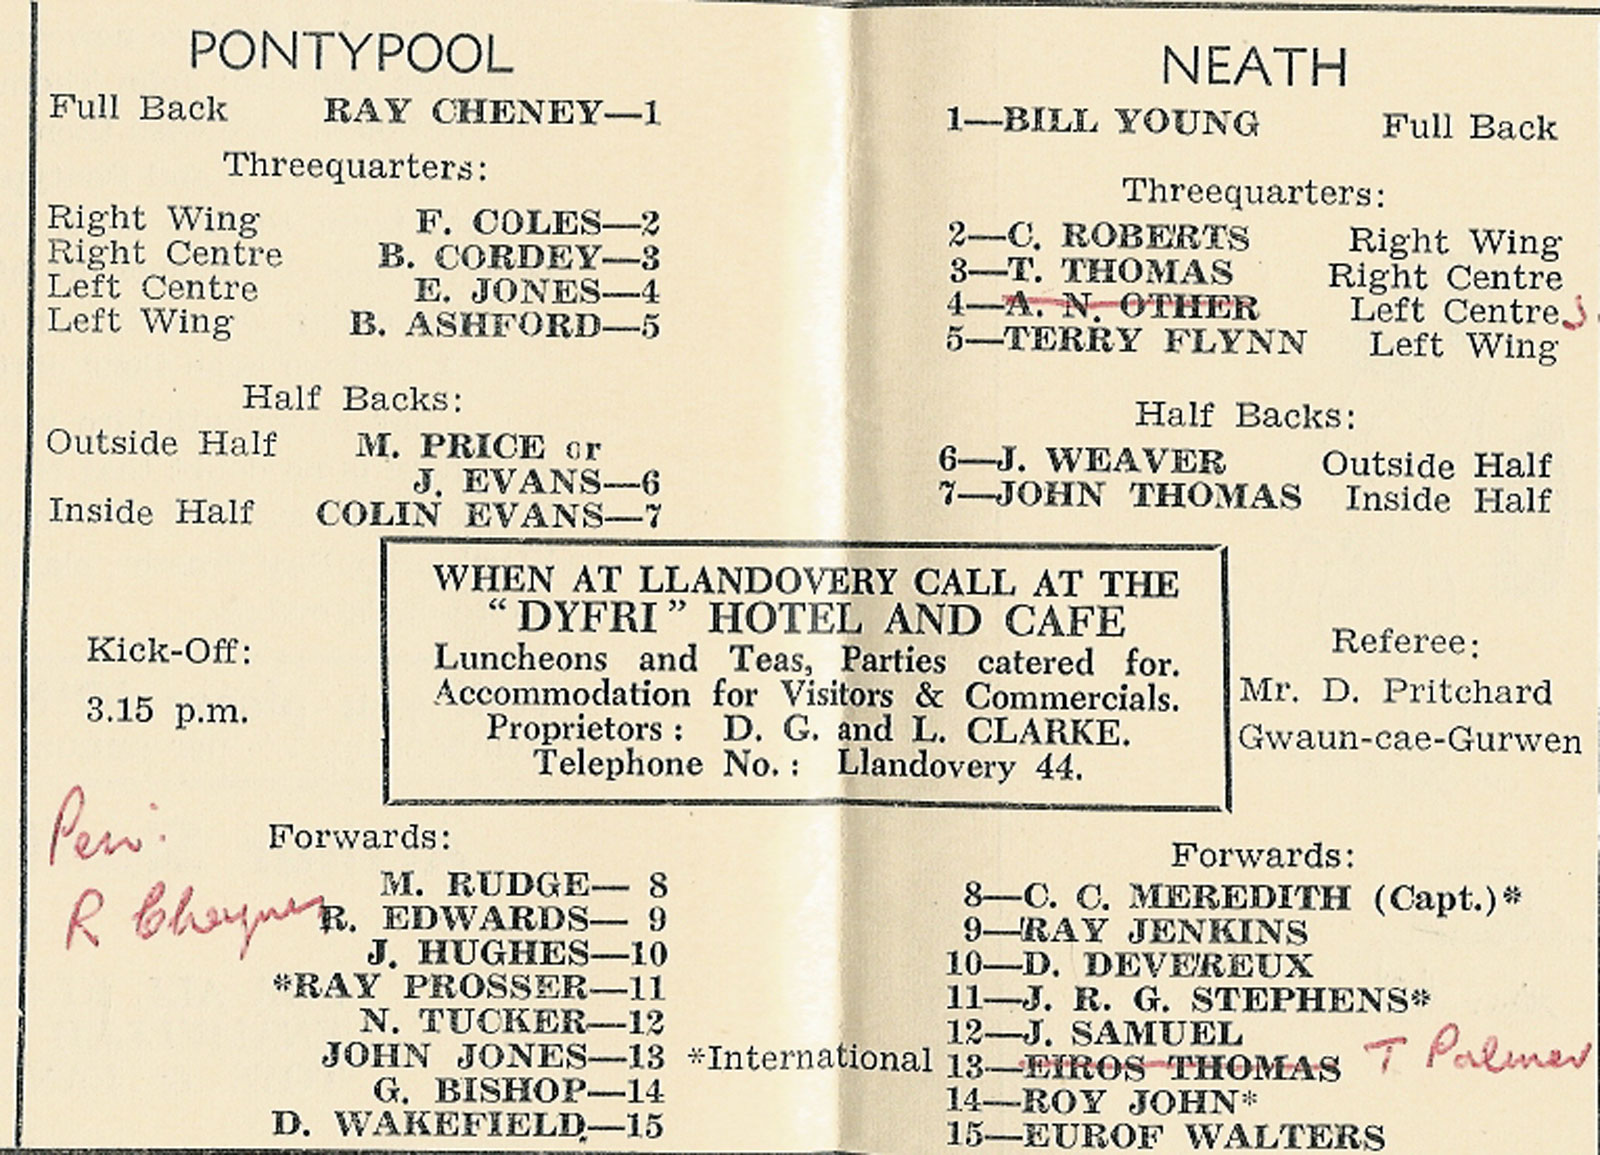 PONTYPOOL
Full Back RAY CHENEY—1
Threequarters:
Right Wing F. COLES—2
Right Centre B. CORDEY—3
Left Centre E. JONES—4
Left Wing B. ASHFORD—5
Half Backs:
Outside Half M. PRICE or
J. EVANS—6
Inside Half COLIN EVANS—7
NEATH
1—BILL YOUNG Full Back
Threequarters:
2—C. ROBERTS Right Wing
3—T. THOMAS Right Centre
4—A. N. OTHER Left Centre J.
5—TERRY FLYNN Left Wing
Half Backs:
6—J. WEAVER Outside Half
7—JOHN THOMAS Inside Half
Kick-Off:
3.15 p.m.
WHEN AT LLANDOVERY CALL AT THE
“DYFRI” HOTEL AND CAFE
Luncheons and Teas, Parties catered for.
Accommodation for Visitors & Commercials.
Proprietors : D. G. and L. CLARKE.
Telephone No. : Llandovery 44.
Referee:
Mr. D. Pritchard
Gwaun-cae-Gurwen
R
Forwards:
M. RUDGE— 8
R. EDWARDS— 9
J. HUGHES—10
*RAY PROSSER—11
N. TUCKER—12
JOHN JONES—13
G. BISHOP—14
D. WAKEFIELD—15
*International
Forwards:
8—C. C. MEREDITH (Capt.)*
9—RAY JENKINS
10—D. DEVEREUX
11—J. R. G. STEPHENS*
12—J. SAMUEL
13—EIROS THOMAS T Palmer
14—ROY JOHN*
15—EUROF WALTERS